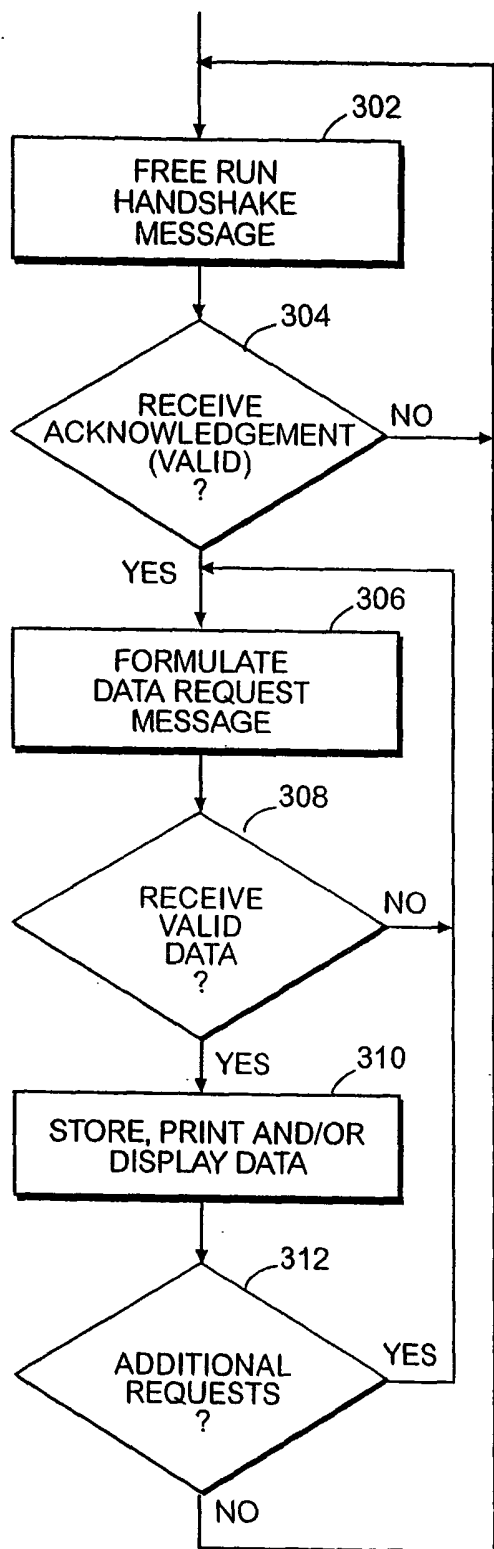 302
FREE RUN
HANDSHAKE
MESSAGE
304
RECEIVE
ACKNOWLEDGEMENT
(VALID)
?
NO
YES
306
FORMULATE
DATA REQUEST
MESSAGE
308
RECEIVE
VALID
DATA
?
NO
YES
310
STORE, PRINT AND/OR
DISPLAY DATA
312
ADDITIONAL
REQUESTS
?
YES
NO